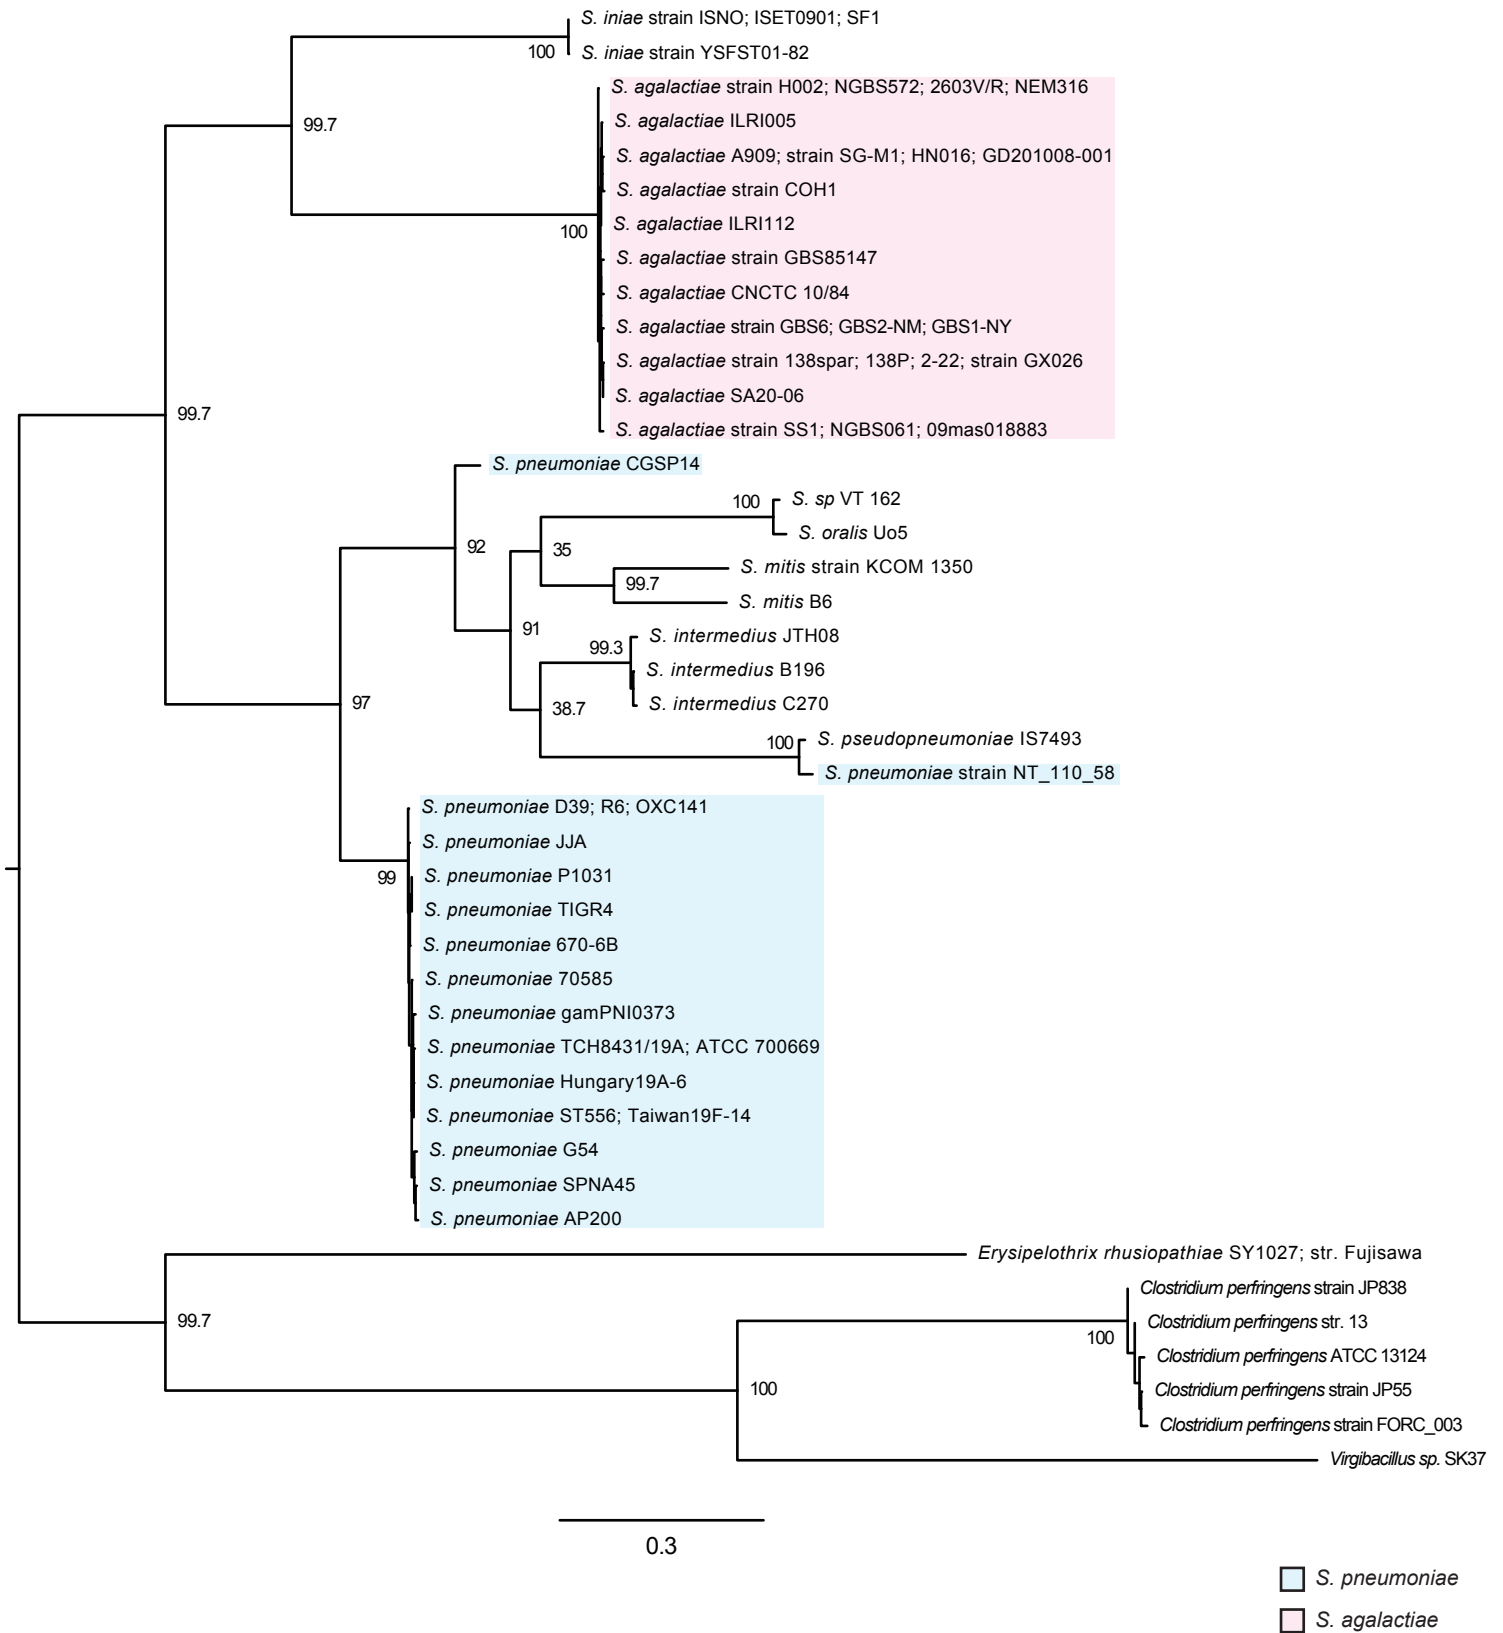 S. iniae strain ISNO; ISET0901; SF1
100
S. iniae strain YSFST01-82
S. agalactiae strain H002; NGBS572; 2603V/R; NEM316
99.7
S. agalactiae ILRI005
S. agalactiae A909; strain SG-M1; HN016; GD201008-001
S. agalactiae strain COH1
S. agalactiae ILRI112
100
S. agalactiae strain GBS85147
S. agalactiae CNCTC 10/84
S. agalactiae strain GBS6; GBS2-NM; GBS1-NY
S. agalactiae strain 138spar; 138P; 2-22; strain GX026
S. agalactiae SA20-06
99.7
S. agalactiae strain SS1; NGBS061; 09mas018883
S. pneumoniae CGSP14
100
S. sp VT 162
S. oralis Uo5
92
35
S. mitis strain KCOM 1350
99.7
S. mitis B6
91
S. intermedius JTH08
99.3
S. intermedius B196
97
38.7
S. intermedius C270
100
S. pseudopneumoniae IS7493
S. pneumoniae strain NT_110_58
S. pneumoniae D39; R6; OXC141
S. pneumoniae JJA
99
S. pneumoniae P1031
S. pneumoniae TIGR4
S. pneumoniae 670-6B
S. pneumoniae 70585
S. pneumoniae gamPNI0373
S. pneumoniae TCH8431/19A; ATCC 700669
S. pneumoniae Hungary19A-6
S. pneumoniae ST556; Taiwan19F-14
S. pneumoniae G54
S. pneumoniae SPNA45
S. pneumoniae AP200
Erysipelothrix rhusiopathiae SY1027; str. Fujisawa
Clostridium perfringens strain JP838
99.7
Clostridium perfringens str. 13
100
Clostridium perfringens ATCC 13124
100
Clostridium perfringens strain JP55
Clostridium perfringens strain FORC_003
Virgibacillus sp. SK37
0.3
S. pneumoniae
S. agalactiae